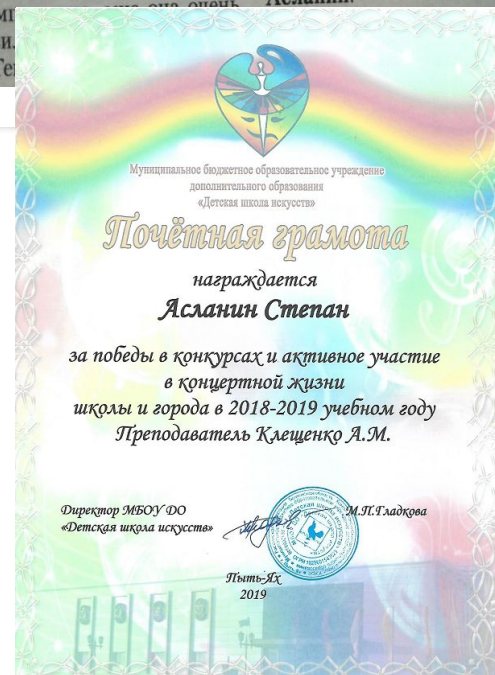 она очень
Муниципальное бюджетное образовательное учреждение
дополнительного образования
«Детская школа искусств»
Почётная грамота
награждается
Асланин Степан
за победы в конкурсах и активное участие
в концертной жизни
школы и города в 2018-2019 учебном году
Преподаватель Клещенко А.М.
Директор МБОУ ДО
«Детская школа искусств»
М.П.Гладкова
Пыть-Ях
2019